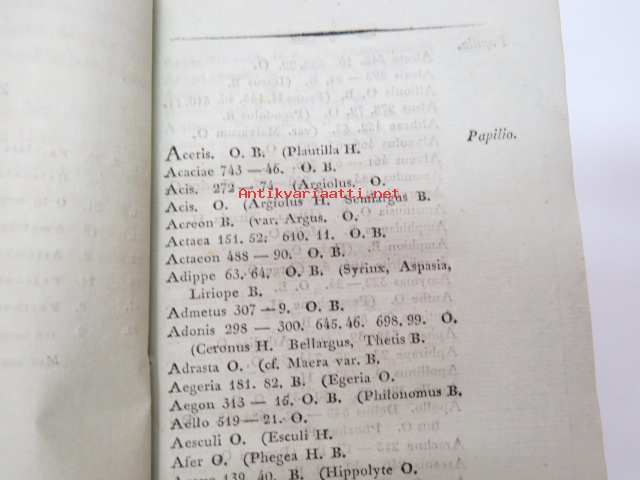 Papilio.
Aceris. O. B. (Plautilla H.
Acaciae 743 — 46. O. B.
Acis. 272 — 74. (Argiolus. O.
Antikvariaatti.net
Acis. O. (Argiolus H. Semiargus B.
Acreon B. (var. Argus. O.
Actaea 151. 52. 610. 11. O. B.
Actaeon 488 — 90. O. B.
Adippe 63. 64. O. B. (Syrinx, Aspasia,
Liriope B.
Admetus 307 — 9. O. B.
Adonis 298 — 300. 645. 46. 698. 99. O.
(Ceronus H. Bellargus, Thetis B.
Adrasta O. (cf. Maera var. B.
Aegeria 181. 82. B. (Egeria O.
Aegon 313 — 15. O. B. (Philonomus B.
Aello 519 — 21. O.
Aesculi O. (Esculi H.
Afer O. (Phegea H. B.
139. 40. B. (Hippolyte O.